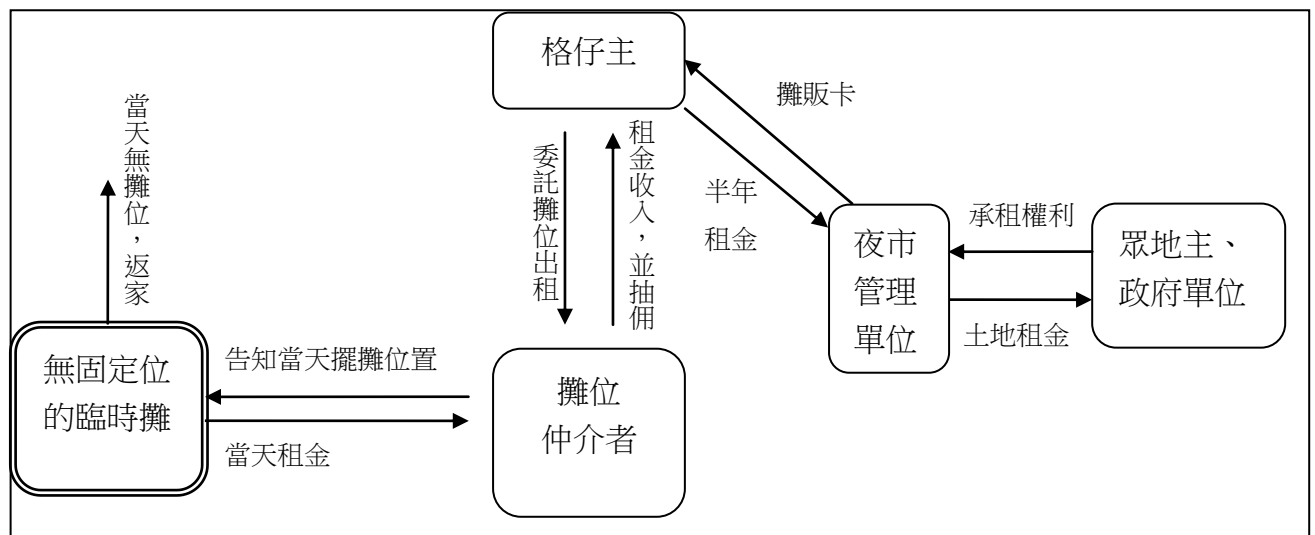 格仔主
攤販卡
當天無攤位，返家
委託攤位出租
租金收入，並抽佣
半年
租金
夜市
管理
單位
承租權利
土地租金
眾地主、
政府單位
無固定位
的臨時攤
告知當天擺攤位置
當天租金
攤位
仲介者